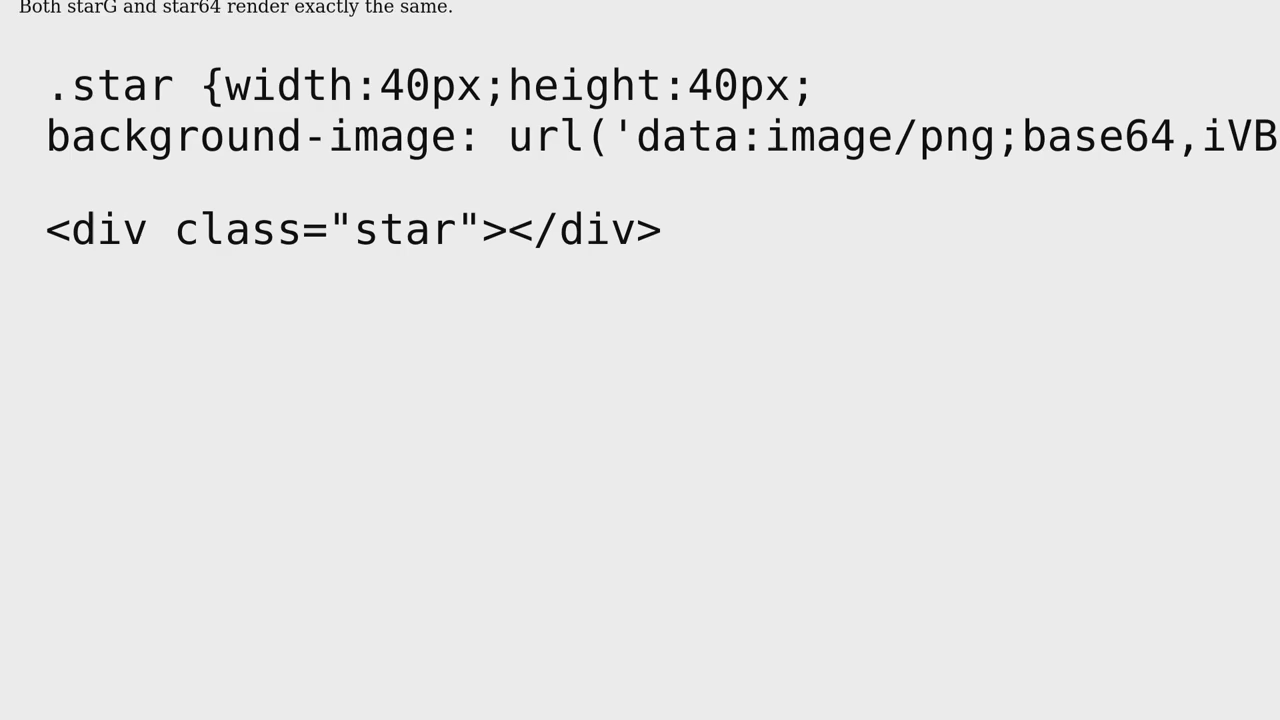 Both starG and star64 render exactly the same.
.star {width:40px;height:40px;
background-image: url('data:image/png;base64,iVB
<div class="star"></div>